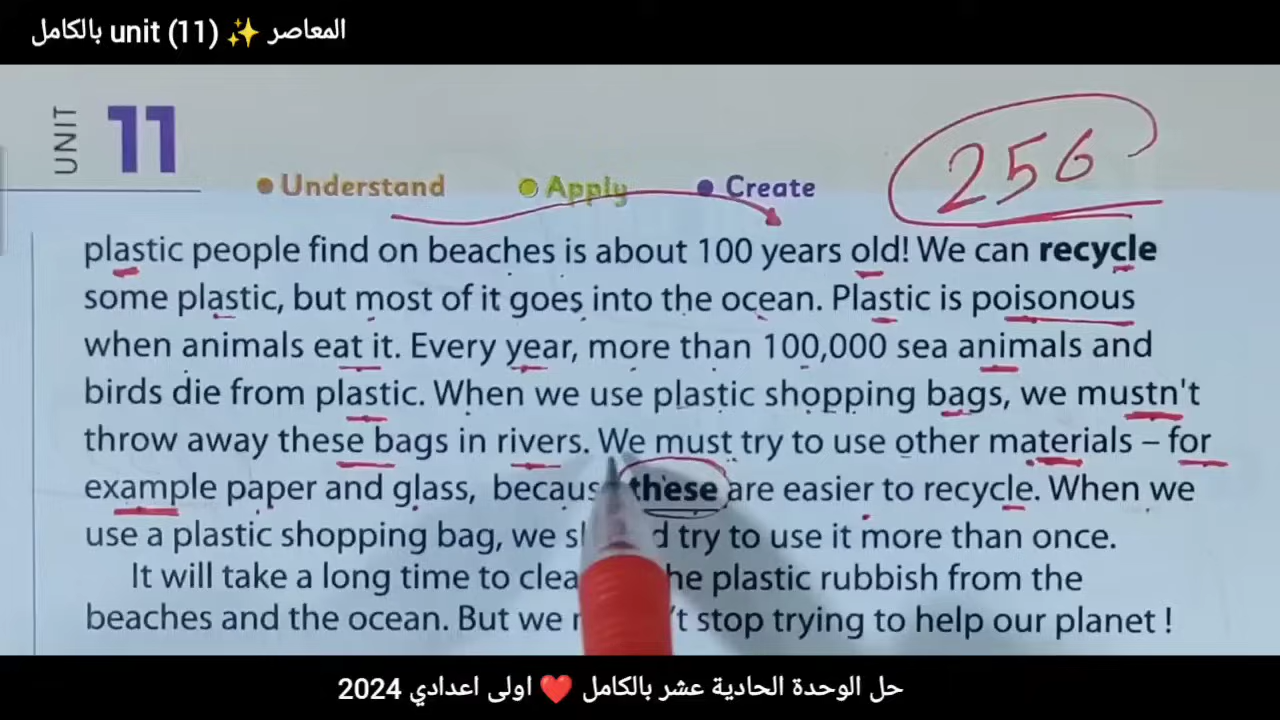 المعاصر ✨ unit (11) بالكامل
UNIT 11
256
• Understand • Apply • Create
plastic people find on beaches is about 100 years old! We can recycle
some plastic, but most of it goes into the ocean. Plastic is poisonous
when animals eat it. Every year, more than 100,000 sea animals and
birds die from plastic. When we use plastic shopping bags, we mustn't
throw away these bags in rivers. We must try to use other materials – for
example paper and glass, these are easier to recycle. When we
use a plastic shopping bag, we try to use it more than once.
It will take a long time to plastic rubbish from the
beaches and the ocean. But we stop trying to help our planet !
حل الوحدة الحادية عشر بالكامل ❤️ اولى اعدادي 2024